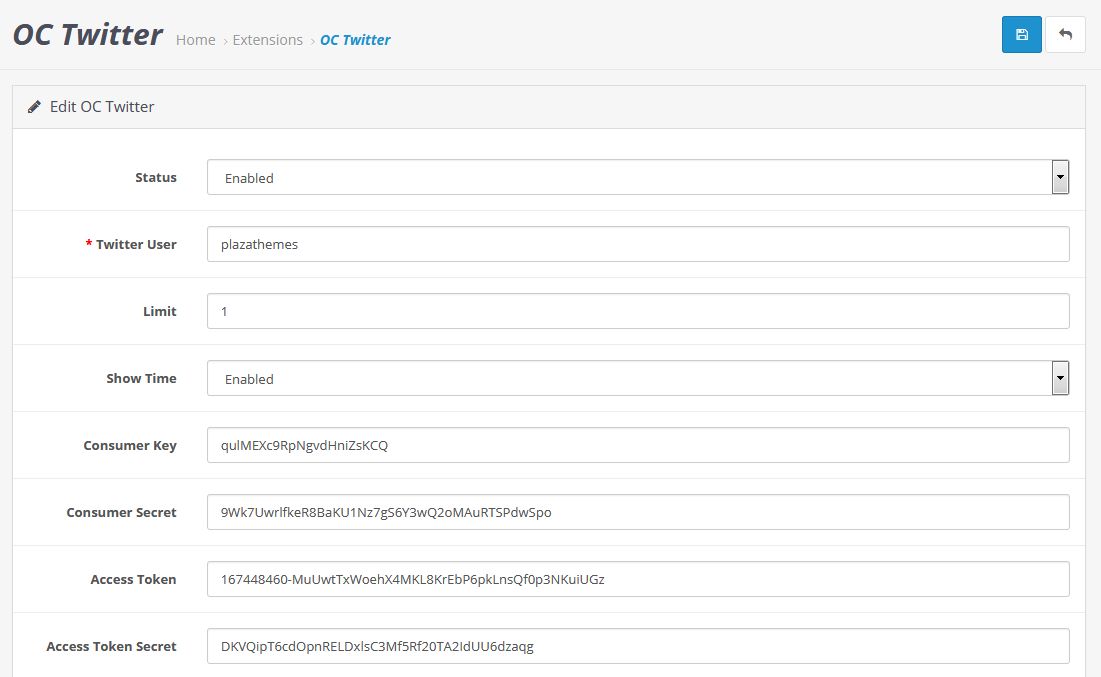 OC Twitter Home › Extensions › OC Twitter
Edit OC Twitter
Status Enabled
* Twitter User plazathemes
Limit 1
Show Time Enabled
Consumer Key qulMEXc9RpNgvdHniZsKCQ
Consumer Secret 9Wk7UwrlfkeR8BaKU1Nz7gS6Y3wQ2oMAuRTSPdwSpo
Access Token 167448460-MuUwtTxWoehX4MKL8KrEbP6pkLnsQf0p3NKuiUGz
Access Token Secret DKVQipT6cdOpnRELDxlsC3Mf5Rf20TA2IdUU6dzaqg